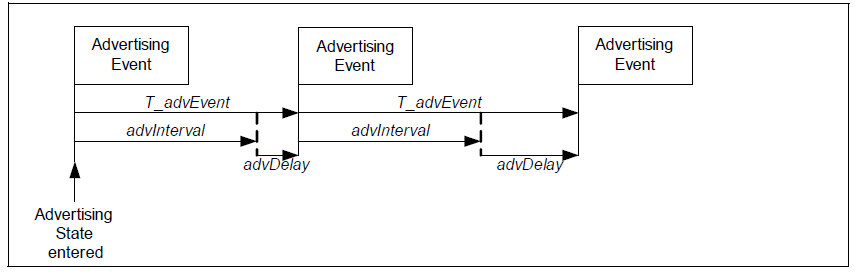 Advertising
Event
Advertising
Event
Advertising
Event
T_advEvent
T_advEvent
advInterval
advInterval
advDelay
advDelay
Advertising
State
entered